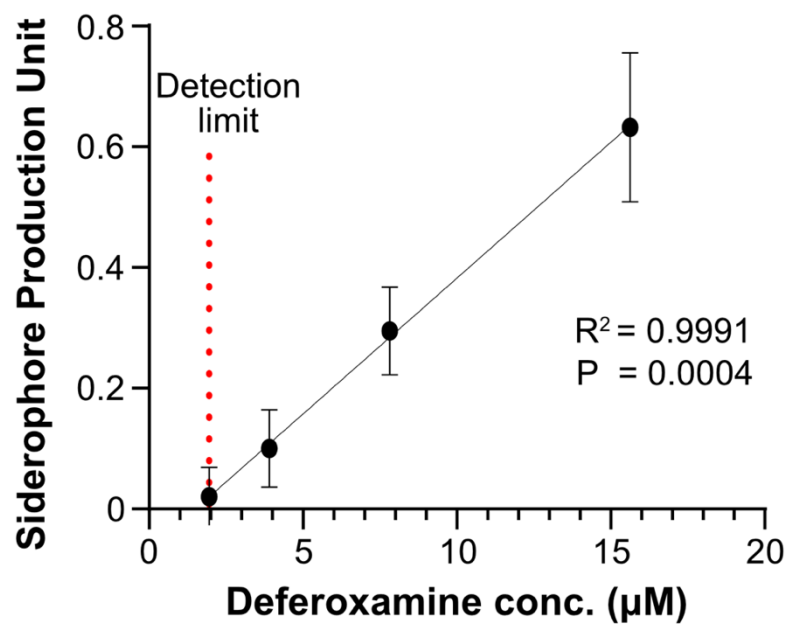 Siderophore Production Unit
0.8
0.6
0.4
0.2
0
Detection
limit
R² = 0.9991
P = 0.0004
0 5 10 15 20
Deferoxamine conc. (µM)